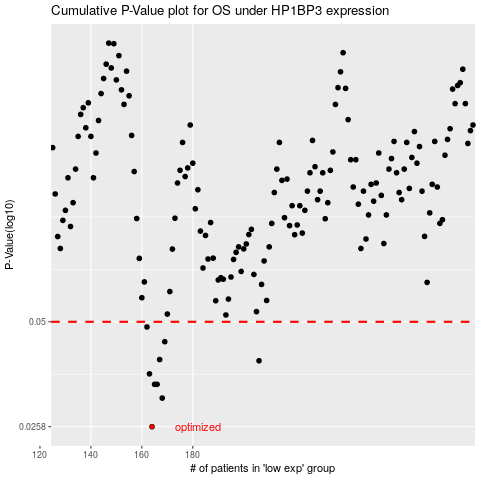 Cumulative P-Value plot for OS under HP1BP3 expression
P-Value(log10)
0.05
0.0258
optimized
120 140 160 180
# of patients in 'low exp' group